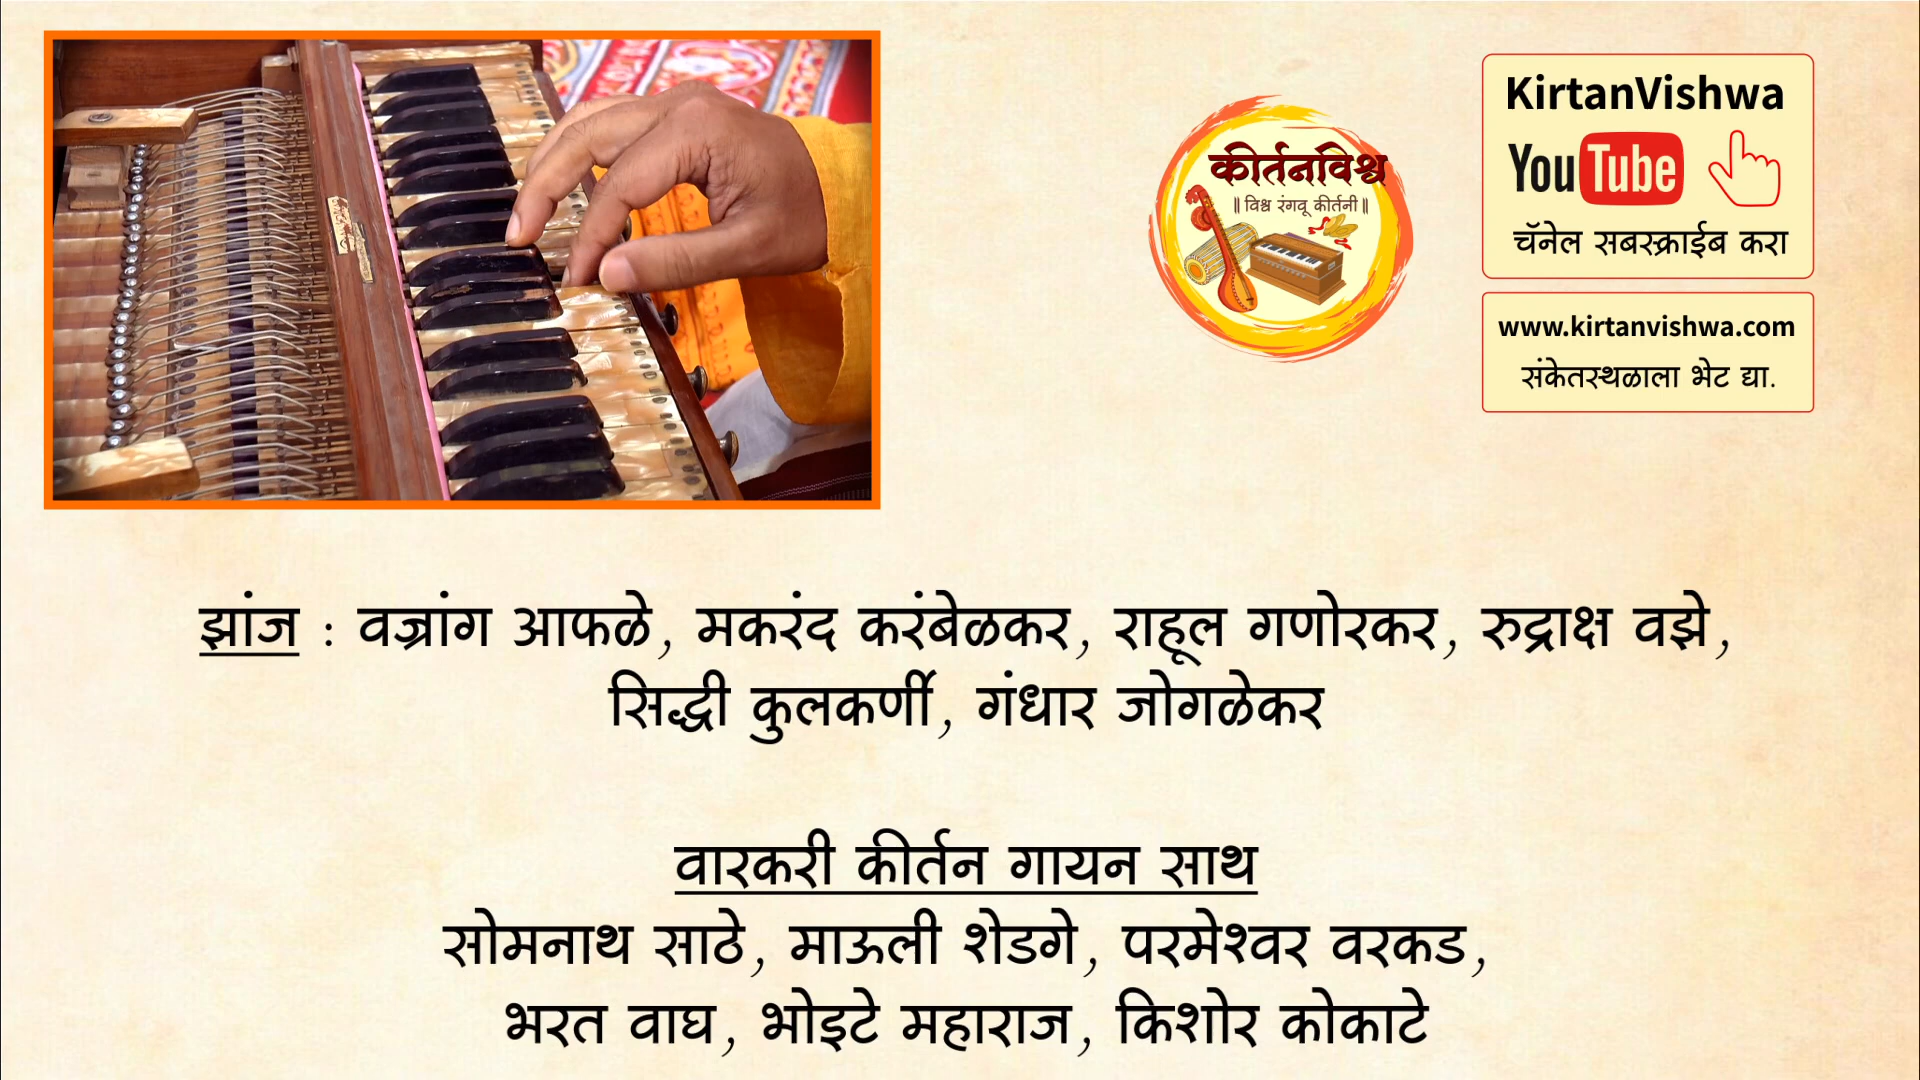 कीर्तनविश्व
॥ विश्व रंगवू कीर्तनी॥
KirtanVishwa
YouTube
चॅनेल सबस्क्राईब करा
www.kirtanvishwa.com
संकेतस्थळाला भेट द्या.
झांज : वज्रांग आफळे, मकरंद करंबेळकर, राहूल गणोरकर, रुद्राक्ष वझे,
सिद्धी कुलकर्णी, गंधार जोगळेकर
वारकरी कीर्तन गायन साथ
सोमनाथ साठे, माऊली शेडगे, परमेश्वर वरकड,
भरत वाघ, भोइटे महाराज, किशोर कोकाटे